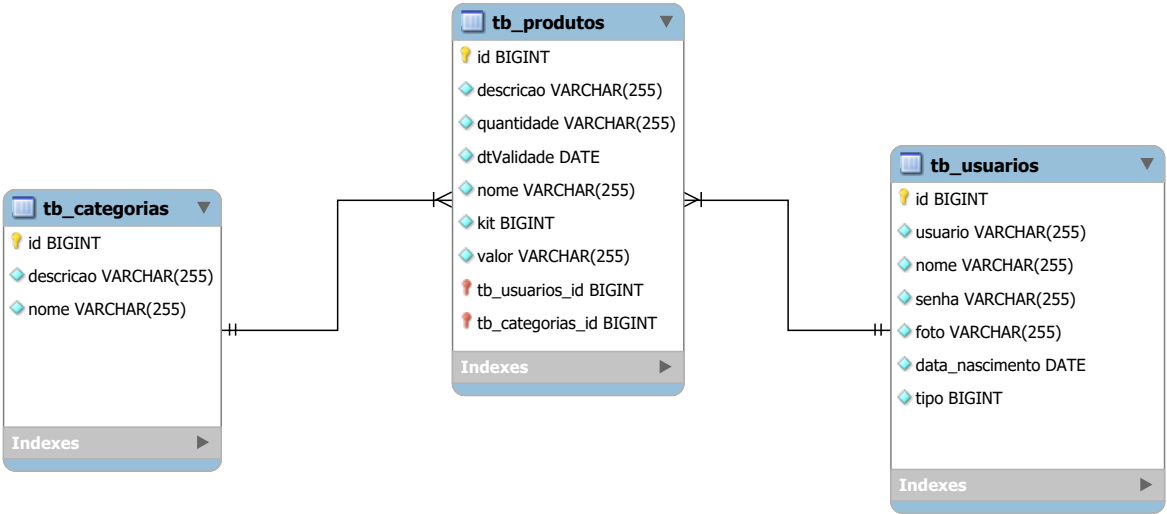 tb_categorias
id BIGINT
descricao VARCHAR(255)
nome VARCHAR(255)
Indexes
tb_produtos
id BIGINT
descricao VARCHAR(255)
quantidade VARCHAR(255)
dtValidade DATE
nome VARCHAR(255)
kit BIGINT
valor VARCHAR(255)
tb_usuarios_id BIGINT
tb_categorias_id BIGINT
Indexes
tb_usuarios
id BIGINT
usuario VARCHAR(255)
nome VARCHAR(255)
senha VARCHAR(255)
foto VARCHAR(255)
data_nascimento DATE
tipo BIGINT
Indexes